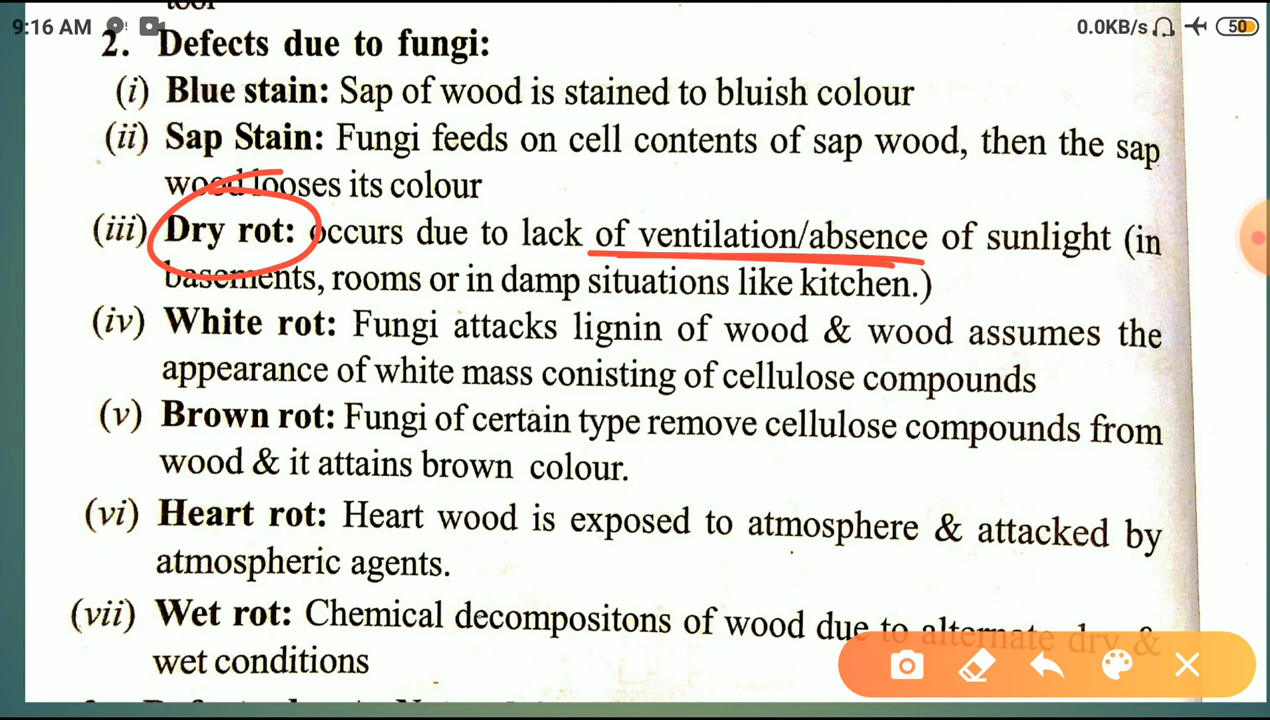 9:16 AM
0.0KB/s
50
2. Defects due to fungi:
(i) Blue stain: Sap of wood is stained to bluish colour
(ii) Sap Stain: Fungi feeds on cell contents of sap wood, then the sap
wood looses its colour
(iii) Dry rot: occurs due to lack of ventilation/absence of sunlight (in
basements, rooms or in damp situations like kitchen.)
(iv) White rot: Fungi attacks lignin of wood & wood assumes the
appearance of white mass conisting of cellulose compounds
(v) Brown rot: Fungi of certain type remove cellulose compounds from
wood & it attains brown colour.
(vi) Heart rot: Heart wood is exposed to atmosphere & attacked by
atmospheric agents.
(vii) Wet rot: Chemical decompositons of wood due to alternate dry &
wet conditions